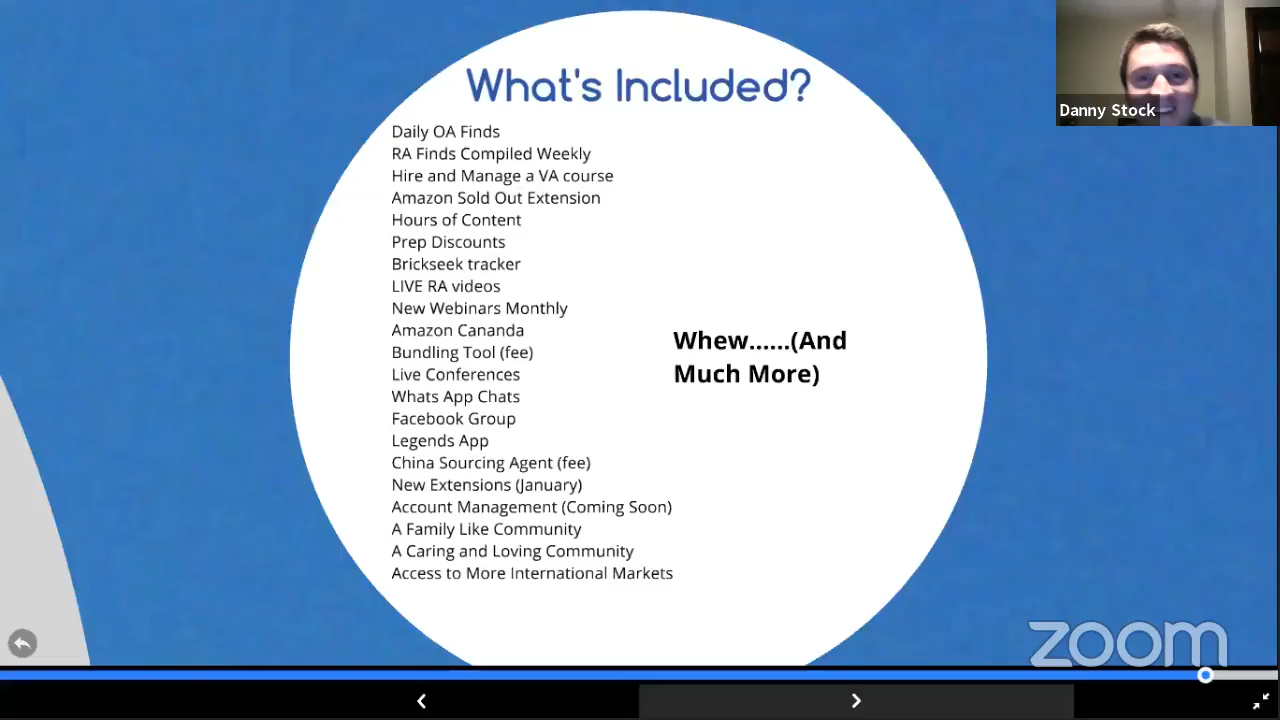 What's Included?
Danny Stock
Daily OA Finds
RA Finds Compiled Weekly
Hire and Manage a VA course
Amazon Sold Out Extension
Hours of Content
Prep Discounts
Brickseek tracker
LIVE RA videos
New Webinars Monthly
Amazon Cananda
Bundling Tool (fee)
Live Conferences
Whats App Chats
Facebook Group
Legends App
China Sourcing Agent (fee)
New Extensions (January)
Account Management (Coming Soon)
A Family Like Community
A Caring and Loving Community
Access to More International Markets
Whew......(And
Much More)
zoom